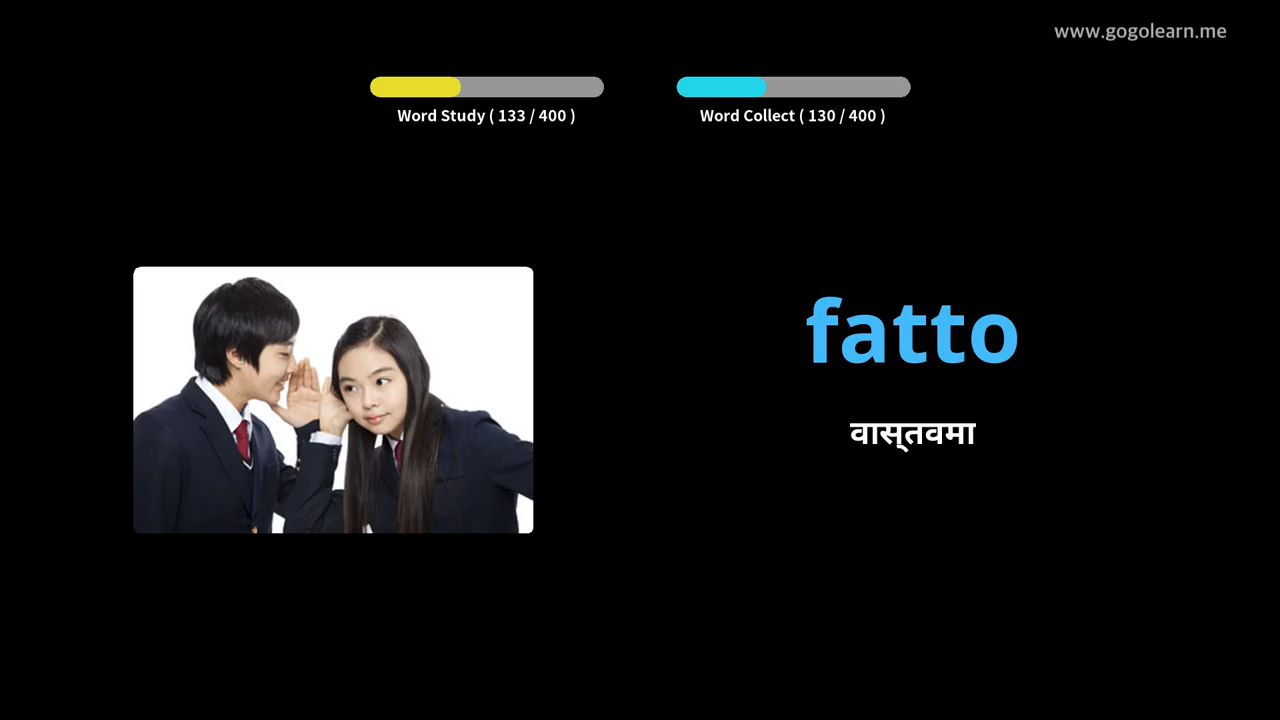 www.gogolearn.me
Word Study ( 133 / 400 )
Word Collect ( 130 / 400 )
fatto
वास्तवमा